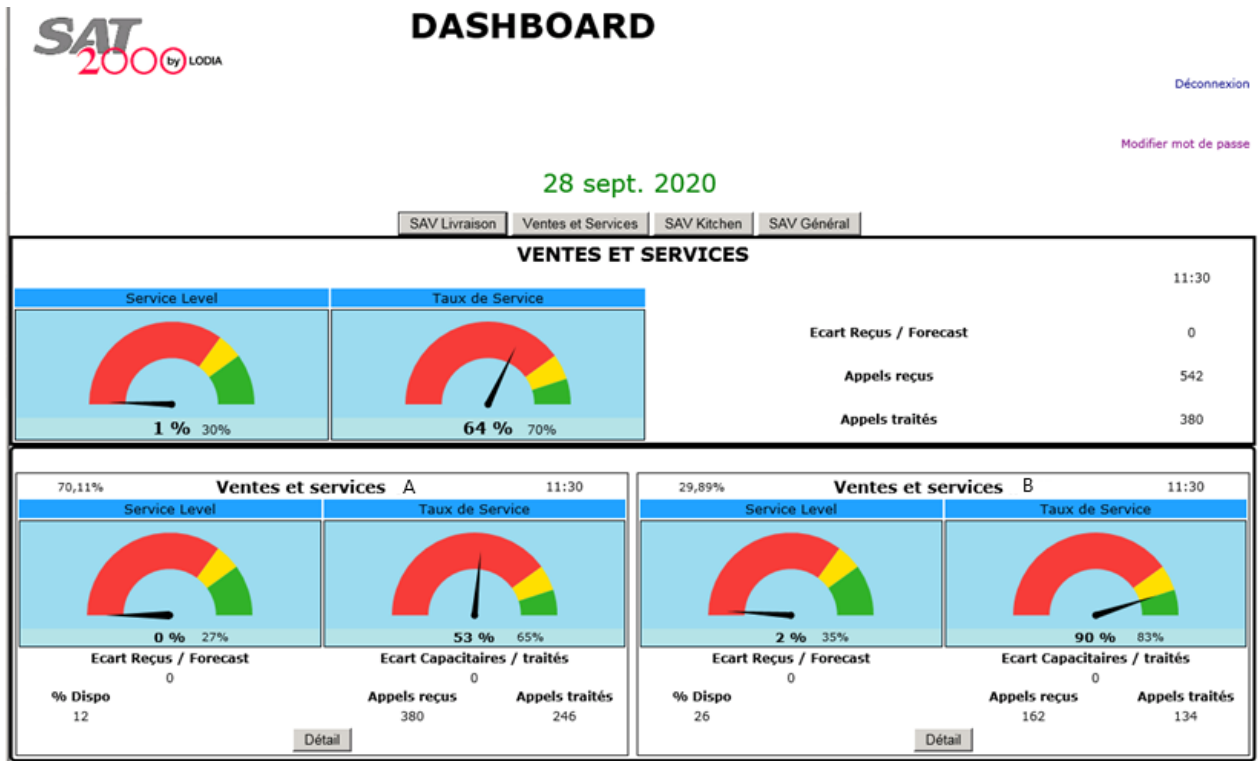 SAT
2000 by LODIA
DASHBOARD
Déconnexion
Modifier mot de passe
28 sept. 2020
SAV Livraison Ventes et Services SAV Kitchen SAV Général
VENTES ET SERVICES
11:30
Service Level Taux de Service
Ecart Reçus / Forecast 0
Appels reçus 542
Appels traités 380
1 % 30% 64 % 70%
70,11% Ventes et services A 11:30
Service Level Taux de Service
0 % 27% 53 % 65%
Ecart Reçus / Forecast Ecart Capacitaires / traités
0 0
% Dispo Appels reçus Appels traités
12 380 246
Détail
29,89% Ventes et services B 11:30
Service Level Taux de Service
2 % 35% 90 % 83%
Ecart Reçus / Forecast Ecart Capacitaires / traités
0 0
% Dispo Appels reçus Appels traités
26 162 134
Détail